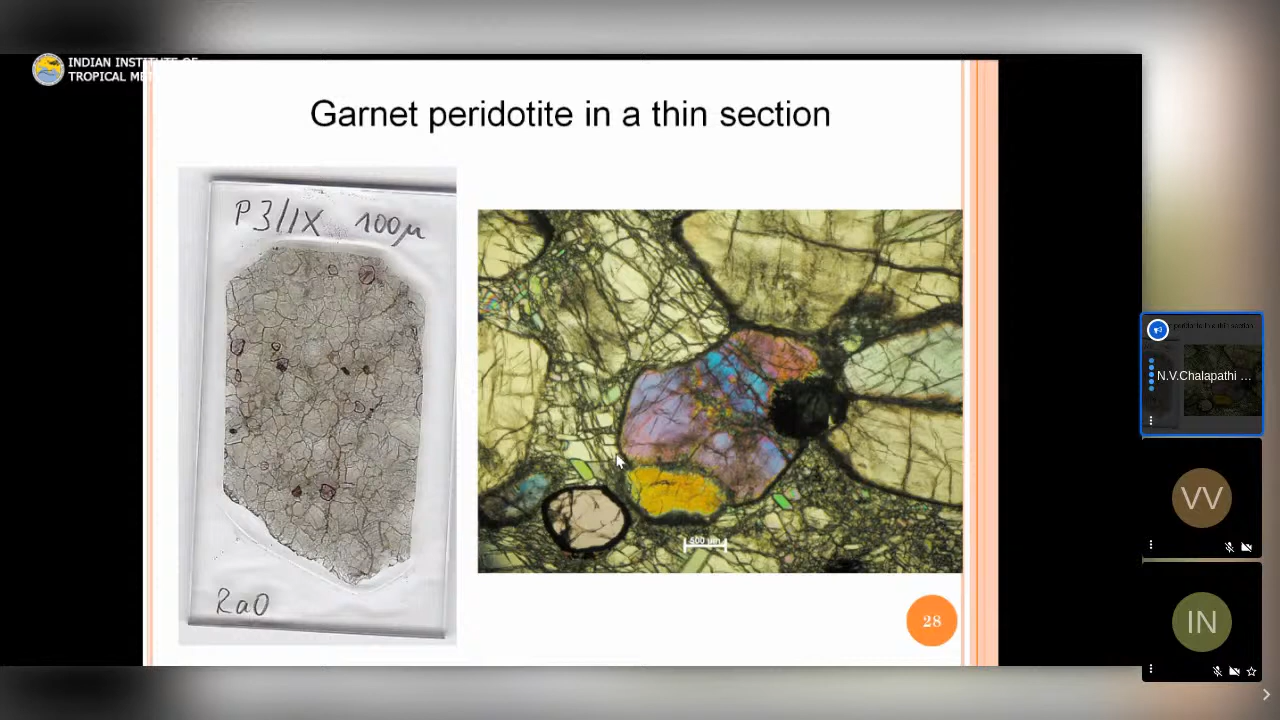 INDIAN INSTITUTE OF
TROPICAL ME
Garnet peridotite in a thin section
P3/IX 100µ
RaO
500 µm
28
N.V.Chalapathi ...
VV
IN